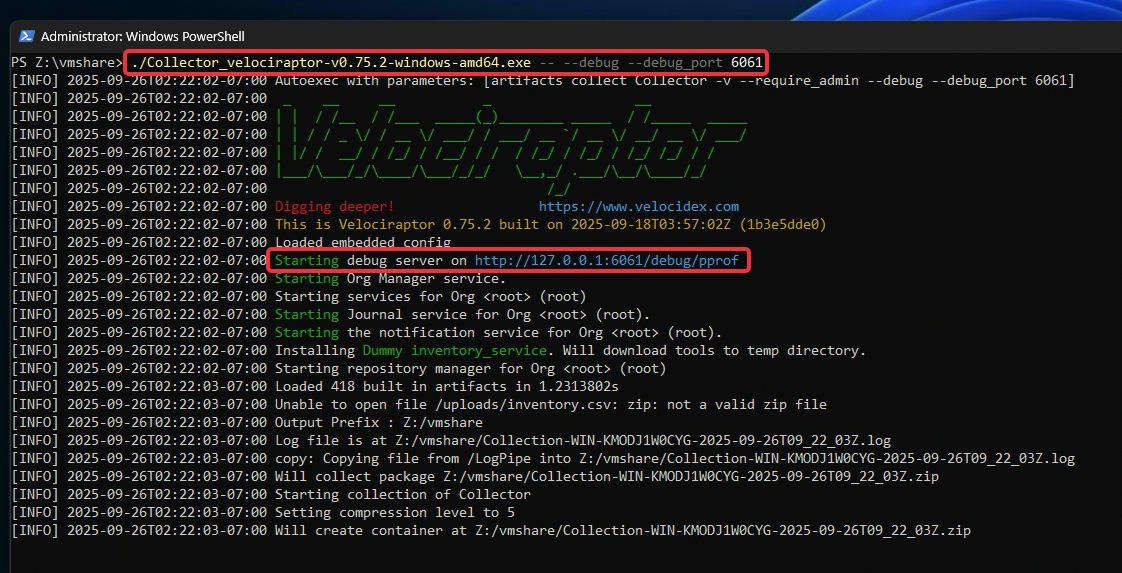 Administrator: Windows PowerShell
PS Z:\vmshare> ./Collector_velociraptor-v0.75.2-windows-amd64.exe -- --debug --debug_port 6061
[INFO] 2025-09-26T02:22:02-07:00 Autoexec with parameters: [artifacts collect Collector -v --require_admin --debug --debug_port 6061]
[INFO] 2025-09-26T02:22:02-07:00
[INFO] 2025-09-26T02:22:02-07:00
[INFO] 2025-09-26T02:22:02-07:00 Velociraptor
[INFO] 2025-09-26T02:22:02-07:00
[INFO] 2025-09-26T02:22:02-07:00
[INFO] 2025-09-26T02:22:02-07:00
[INFO] 2025-09-26T02:22:02-07:00 Digging deeper! https://www.velocidex.com
[INFO] 2025-09-26T02:22:02-07:00 This is Velociraptor 0.75.2 built on 2025-09-18T03:57:02Z (1b3e5dde0)
[INFO] 2025-09-26T02:22:02-07:00 Loaded embedded config
[INFO] 2025-09-26T02:22:02-07:00 Starting debug server on http://127.0.0.1:6061/debug/pprof
[INFO] 2025-09-26T02:22:02-07:00 Starting Org Manager service.
[INFO] 2025-09-26T02:22:02-07:00 Starting services for Org <root> (root)
[INFO] 2025-09-26T02:22:02-07:00 Starting Journal service for Org <root> (root).
[INFO] 2025-09-26T02:22:02-07:00 Starting the notification service for Org <root> (root).
[INFO] 2025-09-26T02:22:02-07:00 Installing Dummy inventory_service. Will download tools to temp directory.
[INFO] 2025-09-26T02:22:02-07:00 Starting repository manager for Org <root> (root)
[INFO] 2025-09-26T02:22:03-07:00 Loaded 418 built in artifacts in 1.2313802s
[INFO] 2025-09-26T02:22:03-07:00 Unable to open file /uploads/inventory.csv: zip: not a valid zip file
[INFO] 2025-09-26T02:22:03-07:00 Output Prefix : Z:/vmshare
[INFO] 2025-09-26T02:22:03-07:00 Log file is at Z:/vmshare/Collection-WIN-KMODJ1W0CYG-2025-09-26T09_22_03Z.log
[INFO] 2025-09-26T02:22:03-07:00 copy: Copying file from /LogPipe into Z:/vmshare/Collection-WIN-KMODJ1W0CYG-2025-09-26T09_22_03Z.log
[INFO] 2025-09-26T02:22:03-07:00 Will collect package Z:/vmshare/Collection-WIN-KMODJ1W0CYG-2025-09-26T09_22_03Z.zip
[INFO] 2025-09-26T02:22:03-07:00 Starting collection of Collector
[INFO] 2025-09-26T02:22:03-07:00 Setting compression level to 5
[INFO] 2025-09-26T02:22:03-07:00 Will create container at Z:/vmshare/Collection-WIN-KMODJ1W0CYG-2025-09-26T09_22_03Z.zip